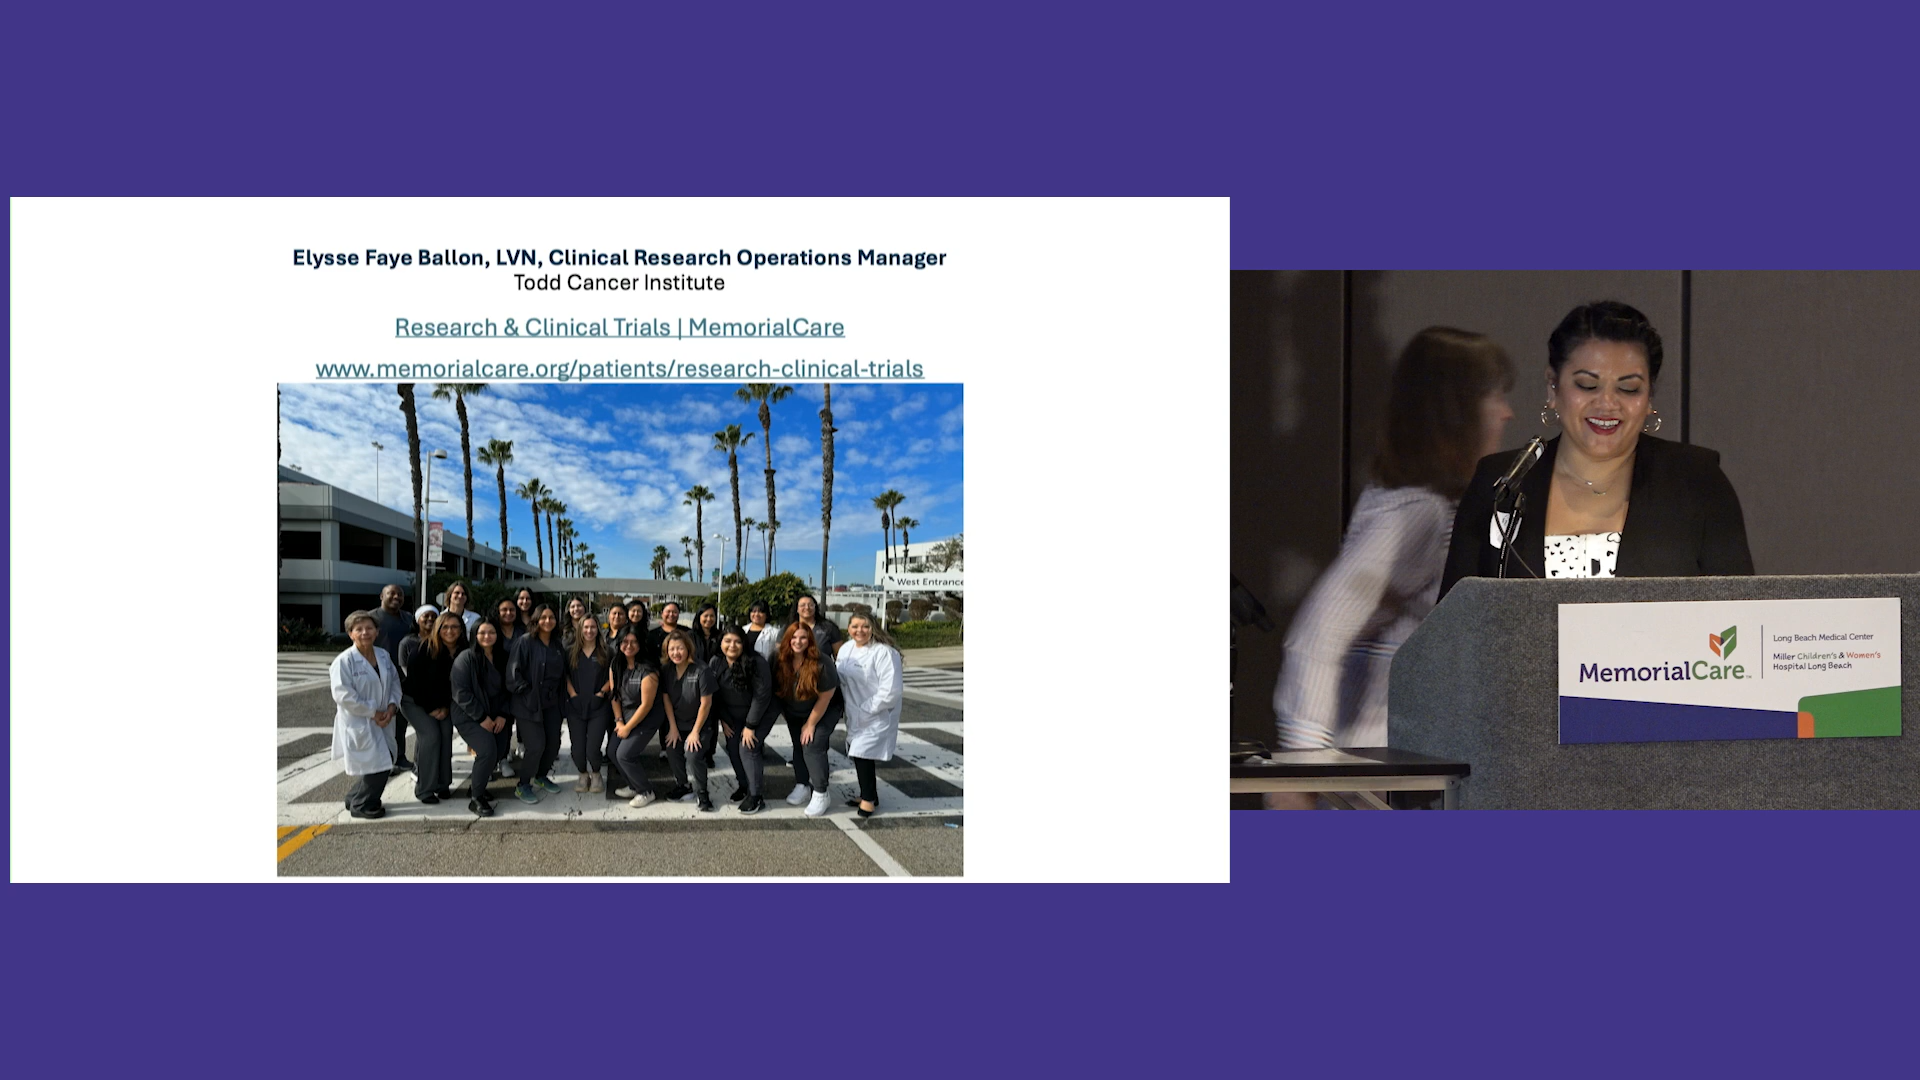 Elysse Faye Ballon, LVN, Clinical Research Operations Manager
Todd Cancer Institute
Research & Clinical Trials | MemorialCare
www.memorialcare.org/patients/research-clinical-trials
West Entrance
MemorialCare
Long Beach Medical Center
Miller Children's & Women's
Hospital Long Beach